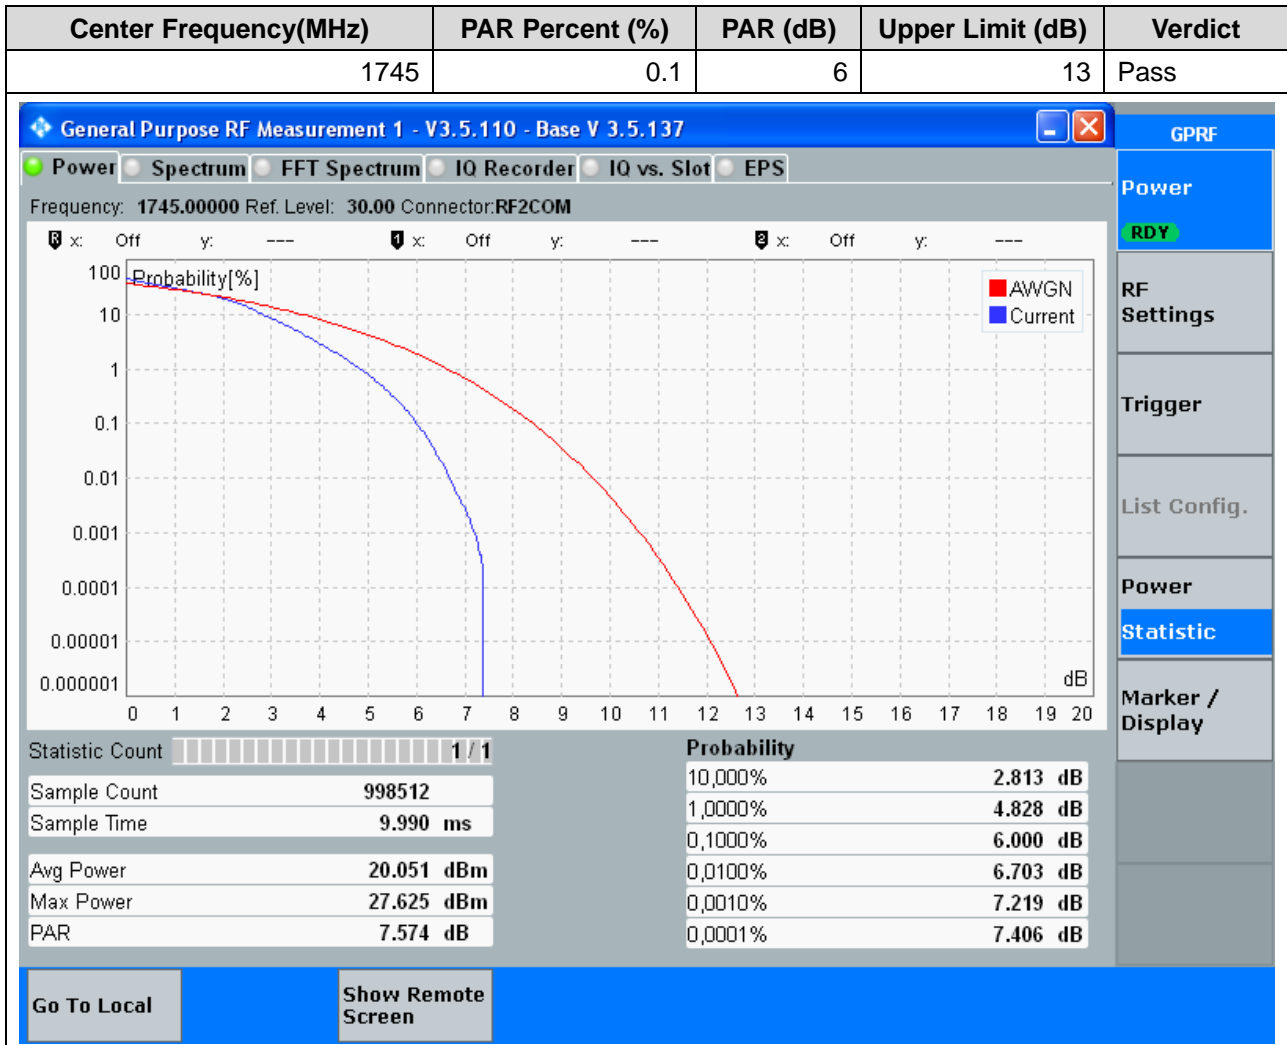 Center Frequency(MHz) PAR Percent (%) PAR (dB) Upper Limit (dB) Verdict
1745 0.1 6 13 Pass
General Purpose RF Measurement 1 - V3.5.110 - Base V 3.5.137
GPRF
Power Spectrum FFT Spectrum IQ Recorder IQ vs. Slot EPS
Power
RDY
Frequency: 1745.00000 Ref. Level: 30.00 Connector:RF2COM
R x: Off y: --- 1 x: Off y: --- 2 x: Off y: ---
Probability[%]
AWGN
Current
100
10
1
0.1
0.01
0.001
0.0001
0.00001
0.000001
dB
0 1 2 3 4 5 6 7 8 9 10 11 12 13 14 15 16 17 18 19 20
RF
Settings
Trigger
List Config.
Power
Statistic
Marker /
Display
Statistic Count 1 / 1
Sample Count 998512
Sample Time 9.990 ms
Avg Power 20.051 dBm
Max Power 27.625 dBm
PAR 7.574 dB
Probability
10,000% 2.813 dB
1,0000% 4.828 dB
0,1000% 6.000 dB
0,0100% 6.703 dB
0,0010% 7.219 dB
0,0001% 7.406 dB
Go To Local
Show Remote
Screen